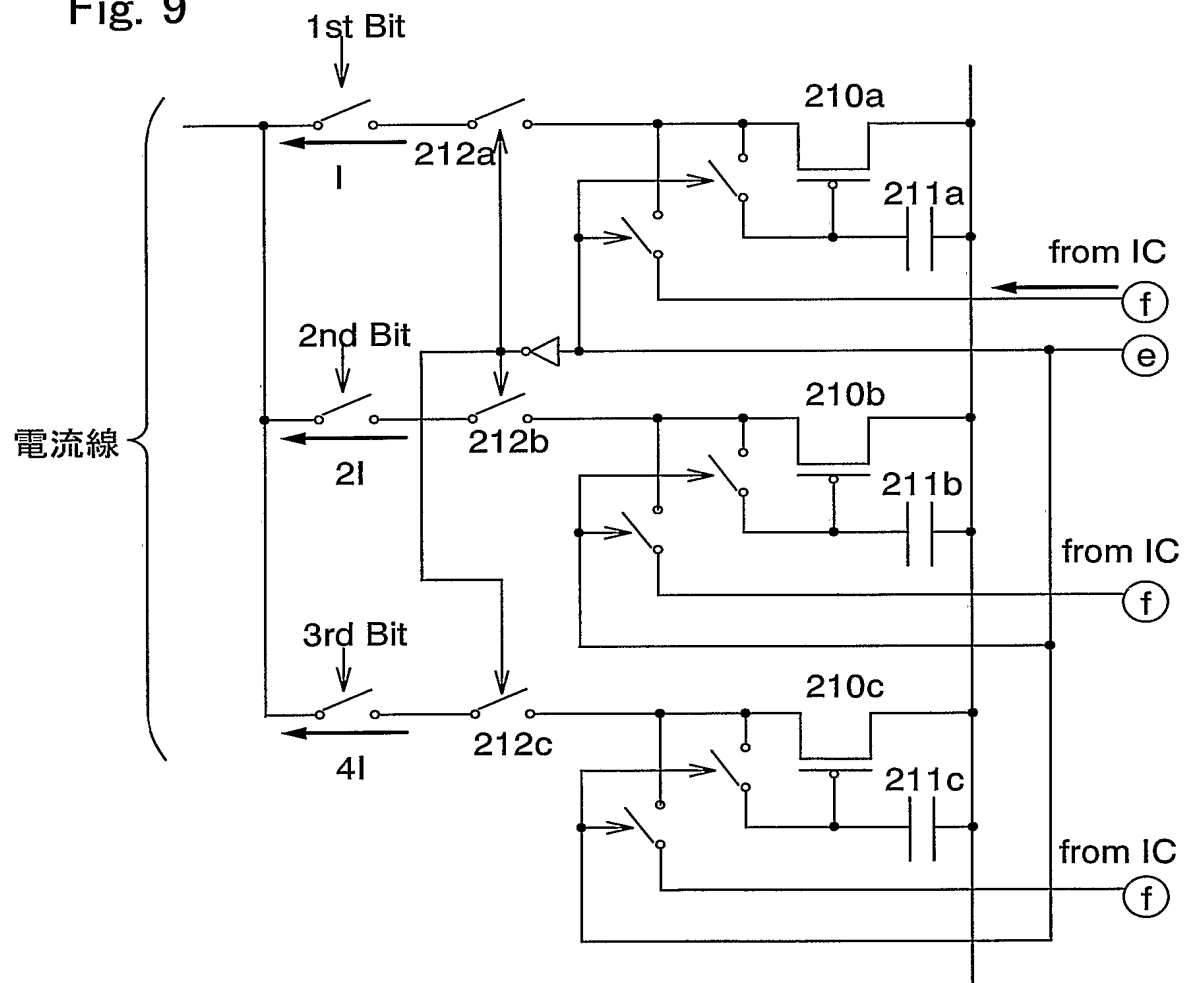 Fig. 9
1st Bit
210a
212a
I
211a
from IC
f
2nd Bit
e
210b
電流線
212b
2I
211b
from IC
f
3rd Bit
210c
212c
4I
211c
from IC
f